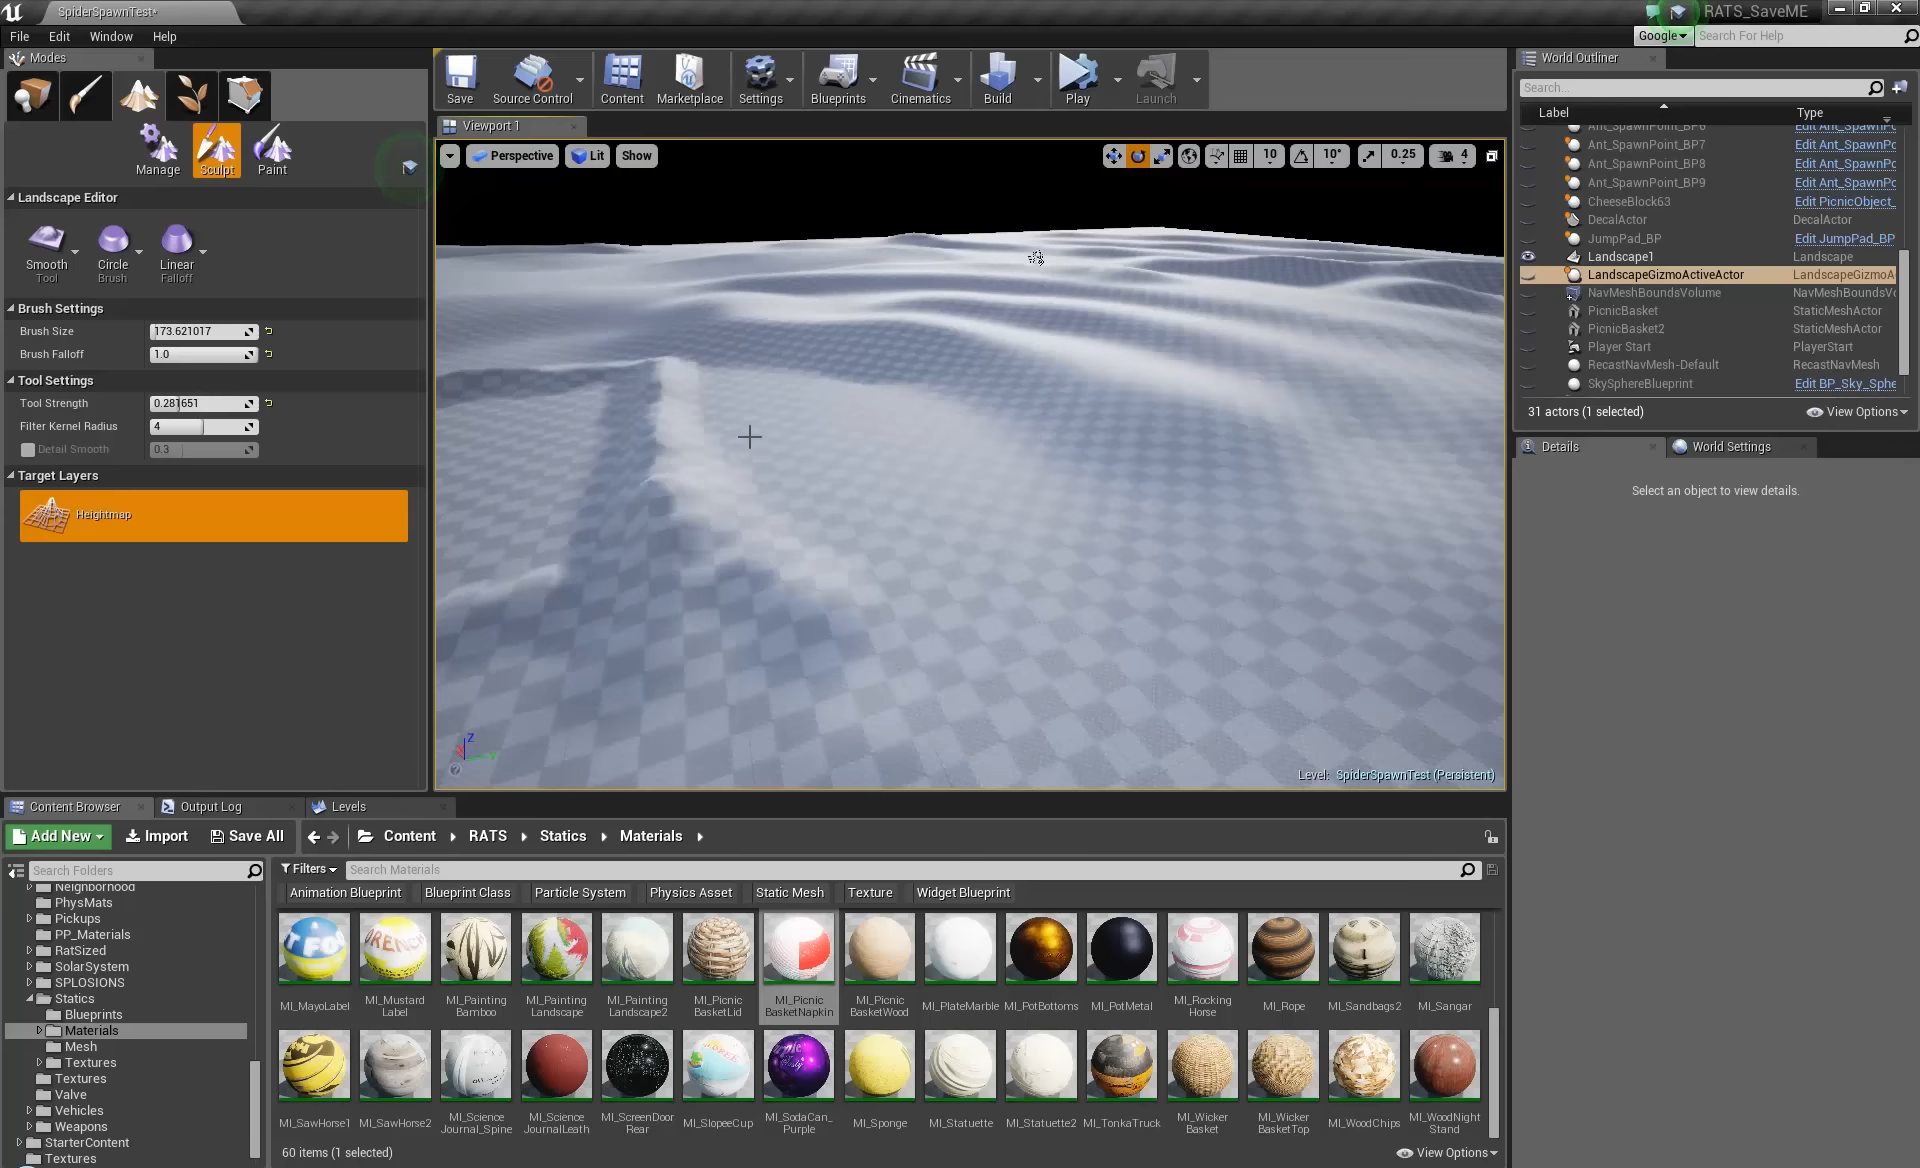 SpiderSpawnTest*
RATS_SaveME
File Edit Window Help
Google
Search For Help
Modes
Manage
Sculpt
Paint
Landscape Editor
Smooth
Tool
Circle
Brush
Linear
Falloff
Brush Settings
Brush Size 173.621017
Brush Falloff 1.0
Tool Settings
Tool Strength 0.281651
Filter Kernel Radius 4
Detail Smooth 0.3
Target Layers
Heightmap
Save
Source Control
Content
Marketplace
Settings
Blueprints
Cinematics
Build
Play
Launch
Viewport 1
Perspective
Lit
Show
10
10°
0.25
4
Level: SpiderSpawnTest (Persistent)
Z
World Outliner
Search...
Label Type
Ant_SpawnPoint_BP6 Edit Ant_SpawnPc
Ant_SpawnPoint_BP7 Edit Ant_SpawnPc
Ant_SpawnPoint_BP8 Edit Ant_SpawnPc
Ant_SpawnPoint_BP9 Edit Ant_SpawnPc
CheeseBlock63 Edit PicnicObject_
DecalActor DecalActor
JumpPad_BP Edit JumpPad_BP
Landscape1 Landscape
LandscapeGizmoActiveActor LandscapeGizmoA
NavMeshBoundsVolume NavMeshBoundsVo
PicnicBasket StaticMeshActor
PicnicBasket2 StaticMeshActor
Player Start PlayerStart
RecastNavMesh-Default RecastNavMesh
SkySphereBlueprint Edit BP_Sky_Sphe
31 actors (1 selected)
View Options
Details
World Settings
Select an object to view details.
Content Browser
Output Log
Levels
Add New
Import
Save All
Content RATS Statics Materials
Search Folders
Filters
Search Materials
Animation Blueprint
Blueprint Class
Particle System
Physics Asset
Static Mesh
Texture
Widget Blueprint
Neighborhood
PhysMats
Pickups
PP_Materials
RatSized
SolarSystem
SPLOSIONS
Statics
Blueprints
Materials
Mesh
Textures
Textures
Valve
Vehicles
Weapons
StarterContent
Textures
MI_MayoLabel
MI_Mustard
Label
MI_Painting
Bamboo
MI_Painting
Landscape
MI_Painting
Landscape2
MI_Picnic
BasketLid
MI_Picnic
BasketNapkin
MI_Picnic
BasketWood
MI_PlateMarble
MI_PotBottoms
MI_PotMetal
MI_Rocking
Horse
MI_Rope
MI_Sandbags2
MI_Sangar
MI_SawHorse1
MI_SawHorse2
MI_Science
Journal_Spine
MI_Science
JournalLeath
MI_ScreenDoor
Rear
MI_SlopeeCup
MI_SodaCan_
Purple
MI_Sponge
MI_Statuette
MI_Statuette2
MI_TonkaTruck
MI_Wicker
Basket
MI_Wicker
BasketTop
MI_WoodChips
MI_WoodNight
Stand
60 items (1 selected)
View Options